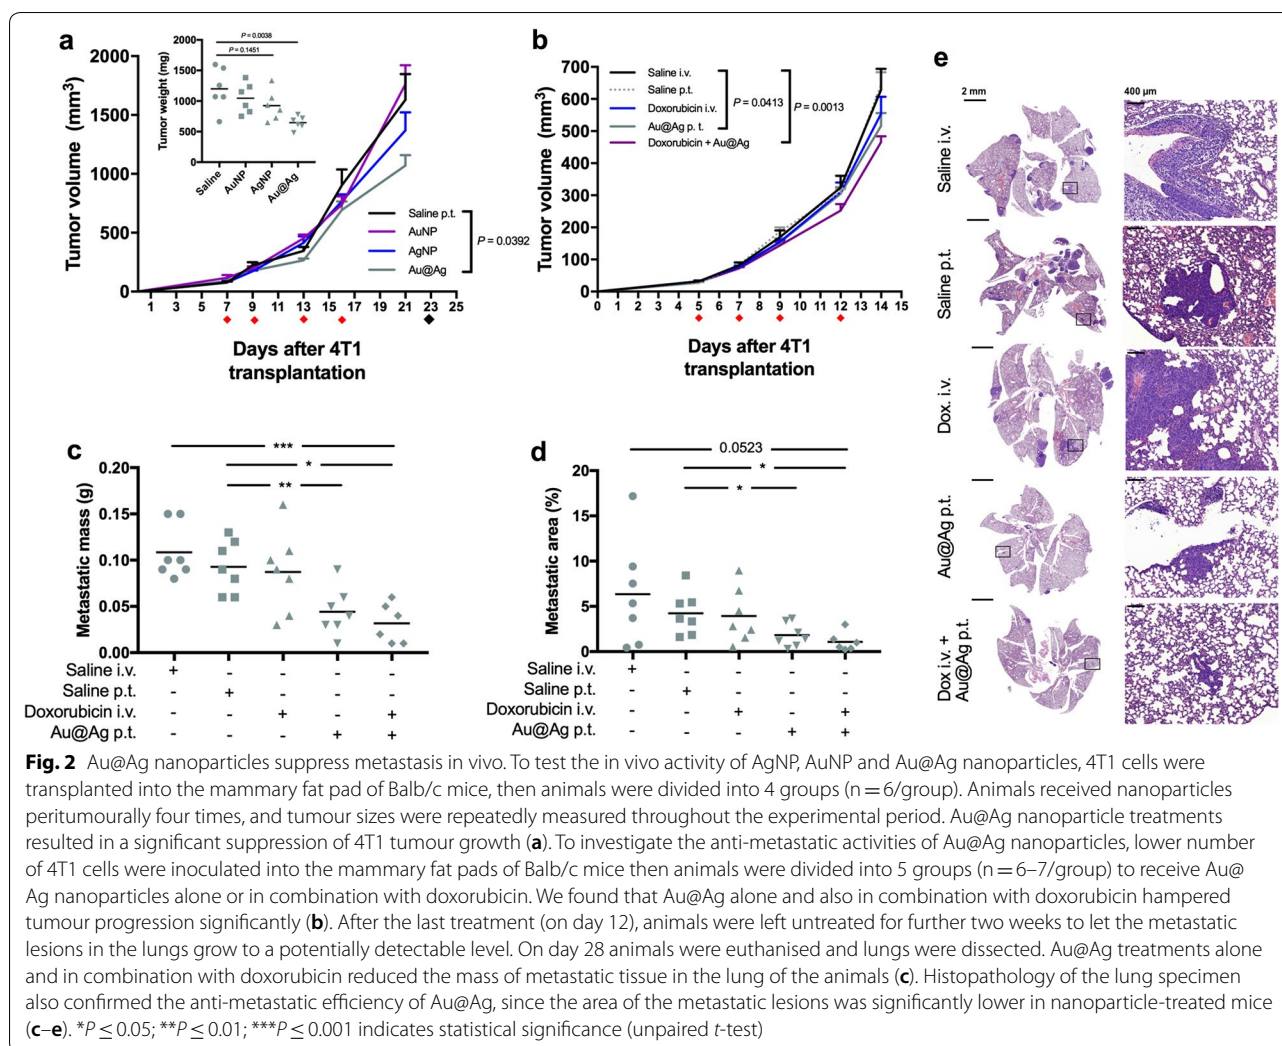 a
Tumor volume (mm³)
2000
1500
1000
500
0
1 3 5 7 9 11 13 15 17 19 21 23 25
Days after 4T1
transplantation
P = 0.0038
P = 0.1451
Tumor weight (mg)
2000
1500
1000
500
0
Saline
AuNP
AgNP
Au@Ag
Saline p.t.
AuNP
AgNP
Au@Ag
P = 0.0392
b
Tumor volume (mm³)
700
600
500
400
300
200
100
0
0 1 2 3 4 5 6 7 8 9 10 11 12 13 14 15
Days after 4T1
transplantation
Saline i.v.
Saline p.t.
Doxorubicin i.v.
Au@Ag p. t.
Doxorubicin + Au@Ag
P = 0.0413
P = 0.0013
c
Metastatic mass (g)
0.20
0.15
0.10
0.05
0.00
***
*
**
Saline i.v. + - - - -
Saline p.t. - + - - -
Doxorubicin i.v. - - + - +
Au@Ag p.t. - - - + +
d
Metastatic area (%)
20
15
10
5
0
0.0523
*
*
Saline i.v. + - - - -
Saline p.t. - + - - -
Doxorubicin i.v. - - + - +
Au@Ag p.t. - - - + +
e
2 mm
400 µm
Saline i.v.
Saline p.t.
Dox. i.v.
Au@Ag p.t.
Dox i.v. +
Au@Ag p.t.
Fig. 2 Au@Ag nanoparticles suppress metastasis in vivo. To test the in vivo activity of AgNP, AuNP and Au@Ag nanoparticles, 4T1 cells were
transplanted into the mammary fat pad of Balb/c mice, then animals were divided into 4 groups (n = 6/group). Animals received nanoparticles
peritumourally four times, and tumour sizes were repeatedly measured throughout the experimental period. Au@Ag nanoparticle treatments
resulted in a significant suppression of 4T1 tumour growth (a). To investigate the anti-metastatic activities of Au@Ag nanoparticles, lower number
of 4T1 cells were inoculated into the mammary fat pads of Balb/c mice then animals were divided into 5 groups (n = 6–7/group) to receive Au@
Ag nanoparticles alone or in combination with doxorubicin. We found that Au@Ag alone and also in combination with doxorubicin hampered
tumour progression significantly (b). After the last treatment (on day 12), animals were left untreated for further two weeks to let the metastatic
lesions in the lungs grow to a potentially detectable level. On day 28 animals were euthanised and lungs were dissected. Au@Ag treatments alone
and in combination with doxorubicin reduced the mass of metastatic tissue in the lung of the animals (c). Histopathology of the lung specimen
also confirmed the anti-metastatic efficiency of Au@Ag, since the area of the metastatic lesions was significantly lower in nanoparticle-treated mice
(c–e). *P ≤ 0.05; **P ≤ 0.01; ***P ≤ 0.001 indicates statistical significance (unpaired t-test)